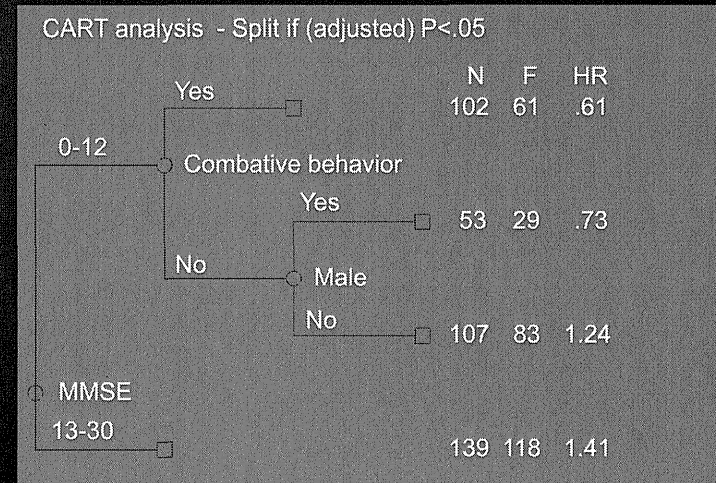 CART analysis - Split if (adjusted) P<.05
N F HR
Yes 102 61 .61
0-12
Combative behavior
Yes
53 29 .73
No
Male
No
107 83 1.24
MMSE
13-30
139 118 1.41